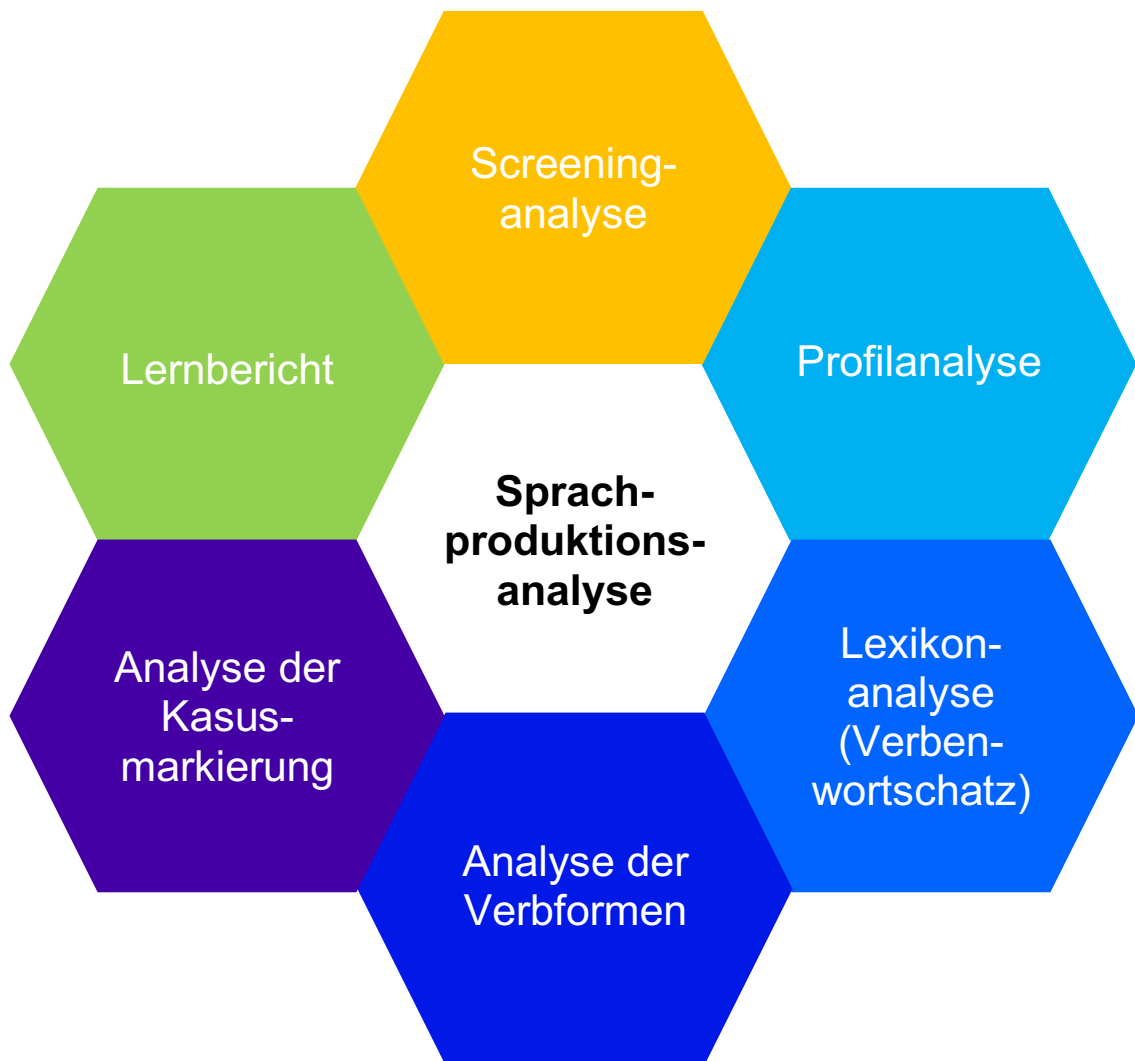 Screening-
analyse
Profilanalyse
Lexikon-
analyse
(Verben-
wortschatz)
Analyse der
Verbformen
Analyse der
Kasus-
markierung
Lernbericht
Sprach-
produktions-
analyse